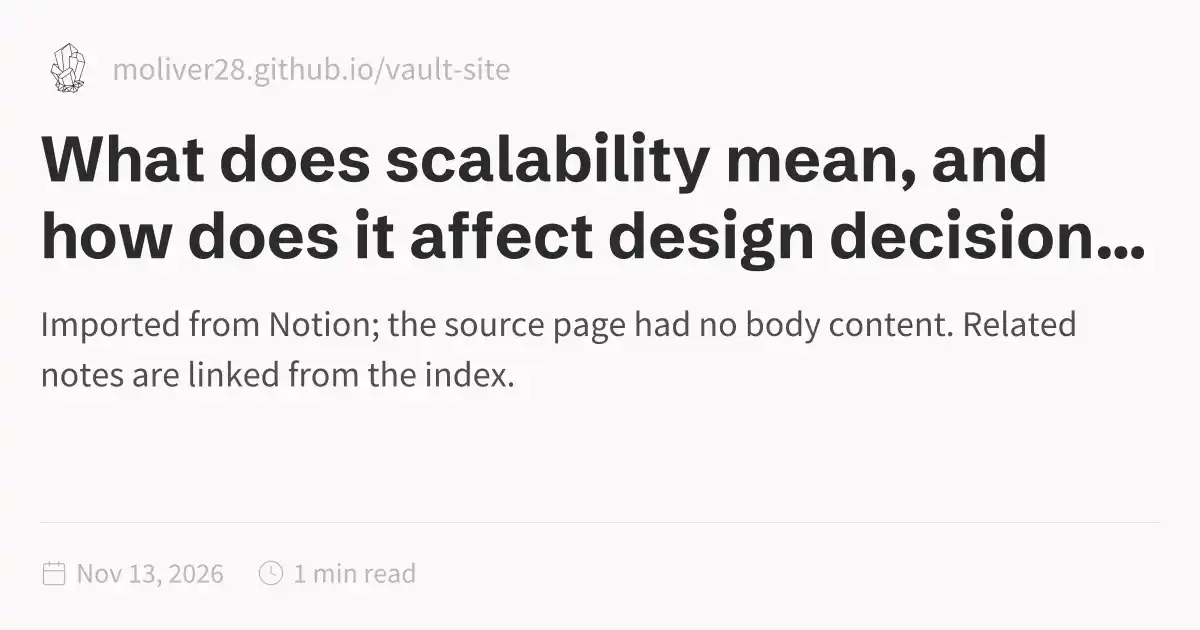 moliver28.github.io/vault-site
What does scalability mean, and
how does it affect design decision...
Imported from Notion; the source page had no body content. Related
notes are linked from the index.
Nov 13, 2026 1 min read